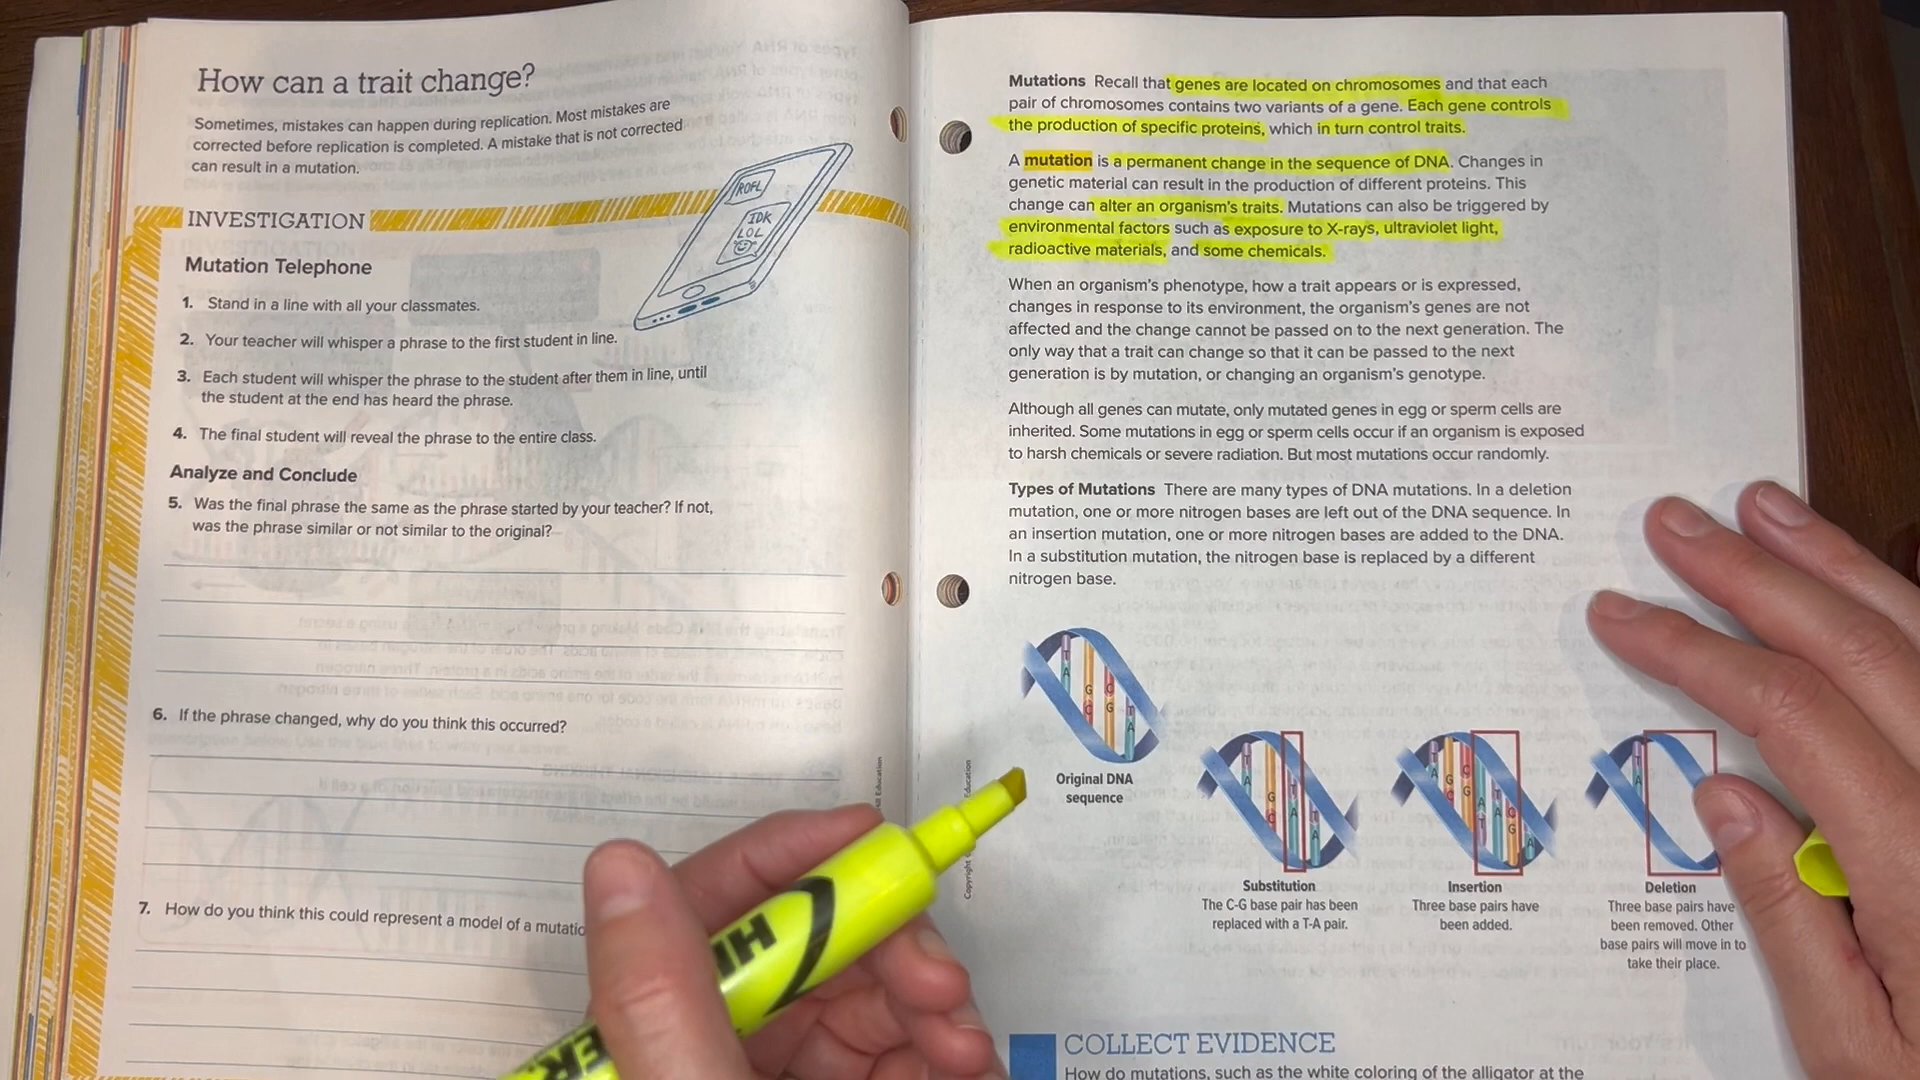 How can a trait change?
Sometimes, mistakes can happen during replication. Most mistakes are
corrected before replication is completed. A mistake that is not corrected
can result in a mutation.
ROFL
IDK
LOL
INVESTIGATION
Mutation Telephone
1. Stand in a line with all your classmates.
2. Your teacher will whisper a phrase to the first student in line.
3. Each student will whisper the phrase to the student after them in line, until
the student at the end has heard the phrase.
4. The final student will reveal the phrase to the entire class.
Analyze and Conclude
5. Was the final phrase the same as the phrase started by your teacher? If not,
was the phrase similar or not similar to the original?
6. If the phrase changed, why do you think this occurred?
7. How do you think this could represent a model of a
Education
Mutations Recall that genes are located on chromosomes and that each
pair of chromosomes contains two variants of a gene. Each gene controls
the production of specific proteins, which in turn control traits.
A mutation is a permanent change in the sequence of DNA. Changes in
genetic material can result in the production of different proteins. This
change can alter an organism's traits. Mutations can also be triggered by
environmental factors such as exposure to X-rays, ultraviolet light,
radioactive materials, and some chemicals.
When an organism's phenotype, how a trait appears or is expressed,
changes in response to its environment, the organism's genes are not
affected and the change cannot be passed on to the next generation. The
only way that a trait can change so that it can be passed to the next
generation is by mutation, or changing an organism's genotype.
Although all genes can mutate, only mutated genes in egg or sperm cells are
inherited. Some mutations in egg or sperm cells occur if an organism is exposed
to harsh chemicals or severe radiation. But most mutations occur randomly.
Types of Mutations There are many types of DNA mutations. In a deletion
mutation, one or more nitrogen bases are left out of the DNA sequence. In
an insertion mutation, one or more nitrogen bases are added to the DNA.
In a substitution mutation, the nitrogen base is replaced by a different
nitrogen base.
T A G C C G T A
Original DNA
sequence
T A G C T A T A
Substitution
The C-G base pair has been
replaced with a T-A pair.
T A G C C G A T T A C G A
Insertion
Three base pairs have
been added.
T A
Deletion
Three base pairs have
been removed. Other
base pairs will move in to
take their place.
Copyright
Education
COLLECT EVIDENCE
How do mutations, such as the white coloring of the alligator at the
HI
ER